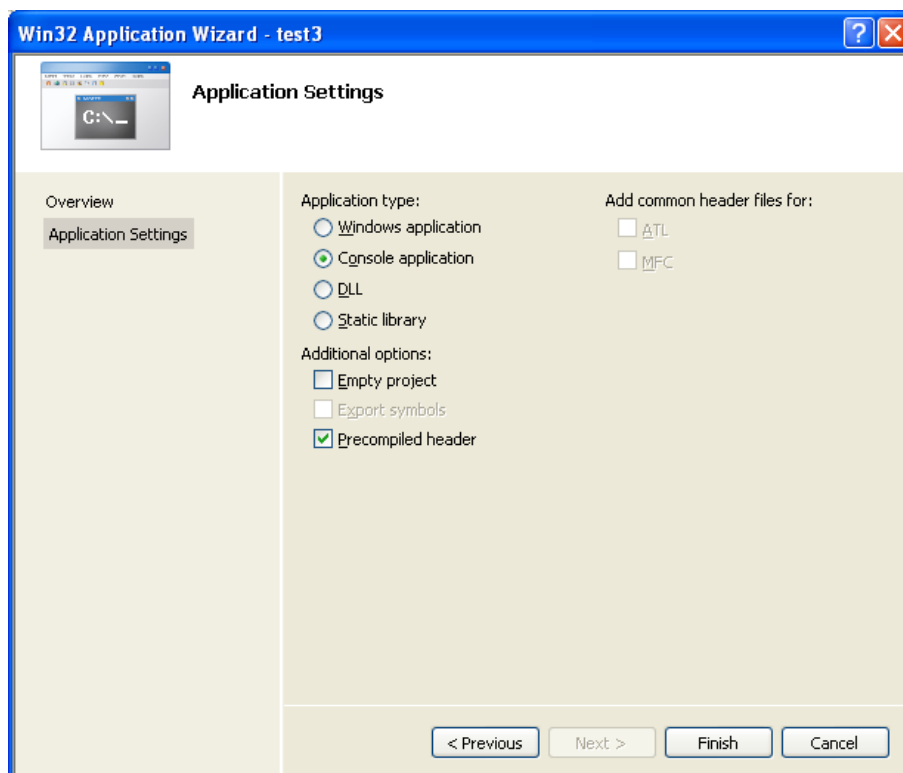 Win32 Application Wizard - test3
C:\_
Application Settings
Overview
Application Settings
Application type:
Windows application
Console application
DLL
Static library
Additional options:
Empty project
Export symbols
Precompiled header
Add common header files for:
ATL
MFC
< Previous
Next >
Finish
Cancel